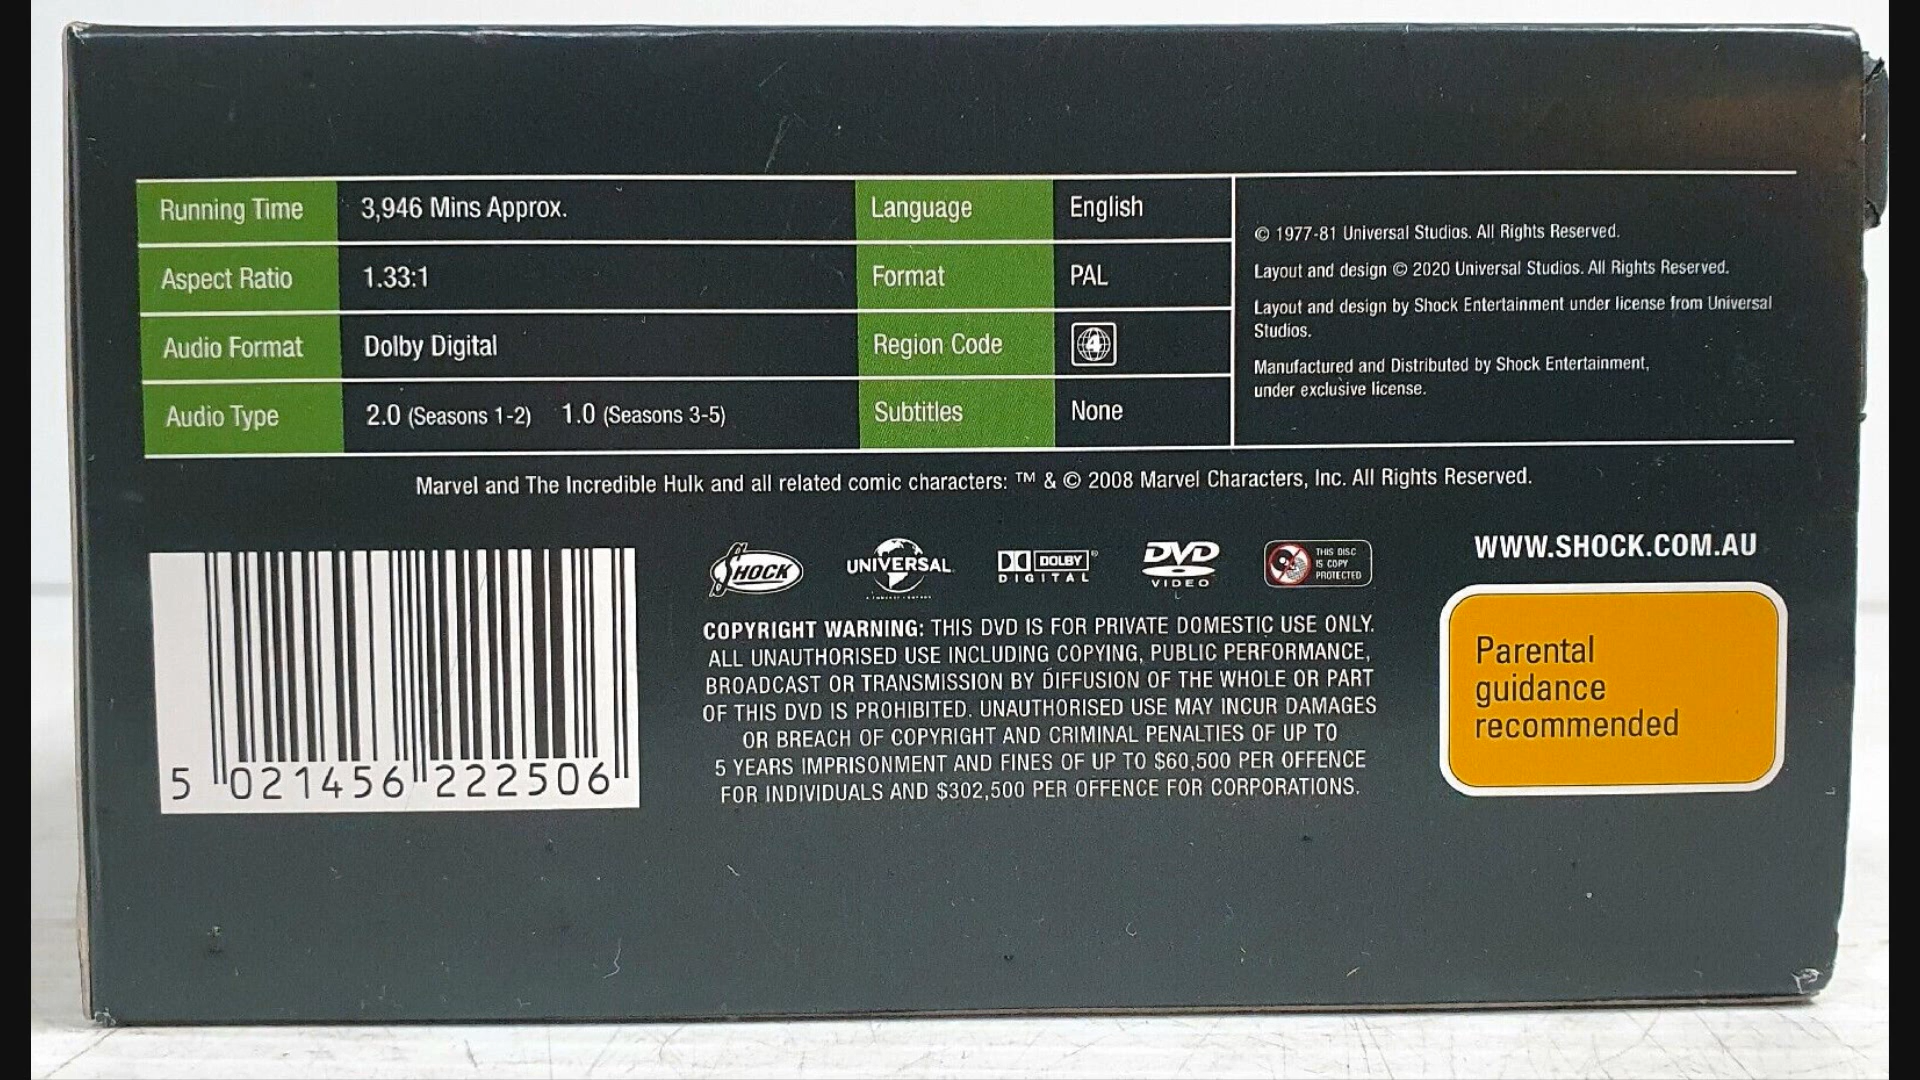 Running Time 3,946 Mins Approx. Language English
Aspect Ratio 1.33:1 Format PAL
Audio Format Dolby Digital Region Code 4
Audio Type 2.0 (Seasons 1-2) 1.0 (Seasons 3-5) Subtitles None
© 1977-81 Universal Studios. All Rights Reserved.
Layout and design © 2020 Universal Studios. All Rights Reserved.
Layout and design by Shock Entertainment under license from Universal
Studios.
Manufactured and Distributed by Shock Entertainment,
under exclusive license.
Marvel and The Incredible Hulk and all related comic characters: ™ & © 2008 Marvel Characters, Inc. All Rights Reserved.
5 021456 222506
SHOCK
UNIVERSAL
DOLBY®
DIGITAL
DVD
VIDEO
THIS DISC
IS COPY
PROTECTED
WWW.SHOCK.COM.AU
COPYRIGHT WARNING: THIS DVD IS FOR PRIVATE DOMESTIC USE ONLY.
ALL UNAUTHORISED USE INCLUDING COPYING, PUBLIC PERFORMANCE,
BROADCAST OR TRANSMISSION BY DIFFUSION OF THE WHOLE OR PART
OF THIS DVD IS PROHIBITED. UNAUTHORISED USE MAY INCUR DAMAGES
OR BREACH OF COPYRIGHT AND CRIMINAL PENALTIES OF UP TO
5 YEARS IMPRISONMENT AND FINES OF UP TO $60,500 PER OFFENCE
FOR INDIVIDUALS AND $302,500 PER OFFENCE FOR CORPORATIONS.
Parental
guidance
recommended